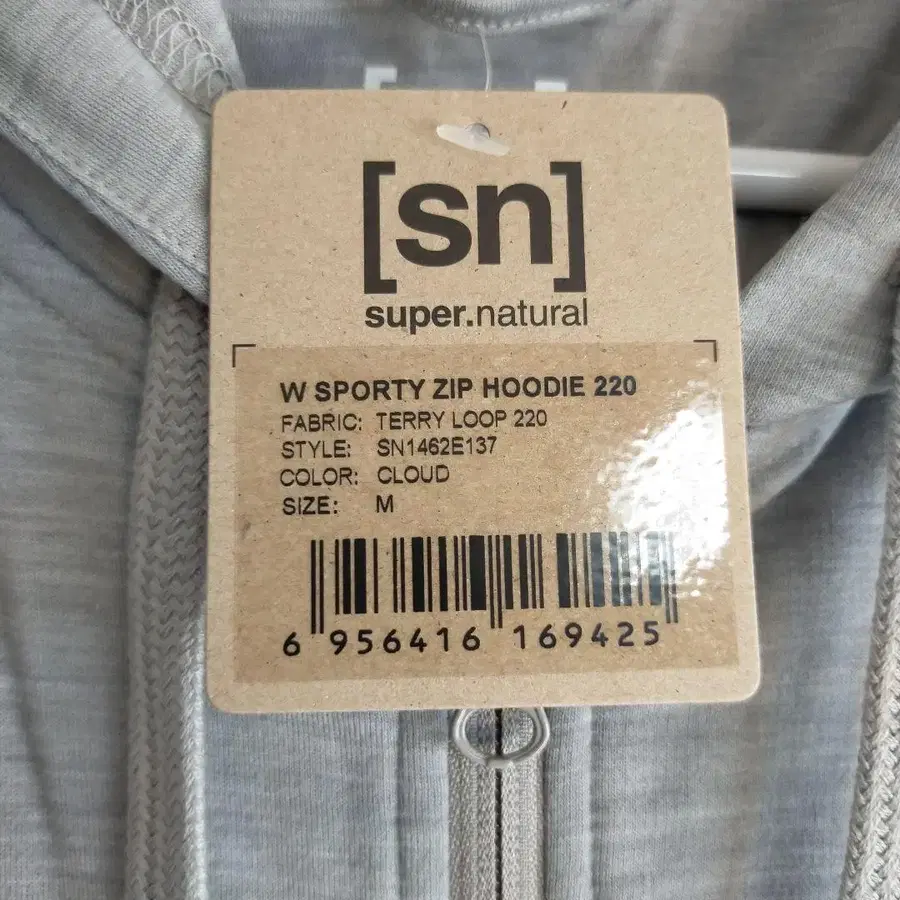 [sn]
super.natural
W SPORTY ZIP HOODIE 220
FABRIC: TERRY LOOP 220
STYLE: SN1462E137
COLOR: CLOUD
SIZE: M
6 956416 169425